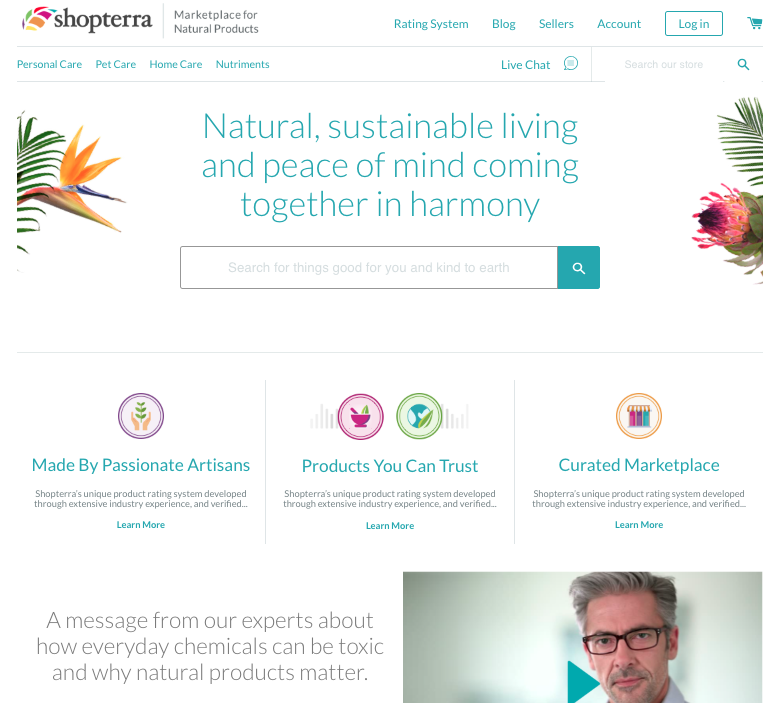 shopterra
Marketplace for
Natural Products
Rating System Blog Sellers Account Log in
Personal Care Pet Care Home Care Nutriments Live Chat Search our store
Natural, sustainable living
and peace of mind coming
together in harmony
Search for things good for you and kind to earth
Made By Passionate Artisans
Shopterra's unique product rating system developed
through extensive industry experience, and verified...
Learn More
Products You Can Trust
Shopterra's unique product rating system developed
through extensive industry experience, and verified...
Learn More
Curated Marketplace
Shopterra's unique product rating system developed
through extensive industry experience, and verified...
Learn More
A message from our experts about
how everyday chemicals can be toxic
and why natural products matter.